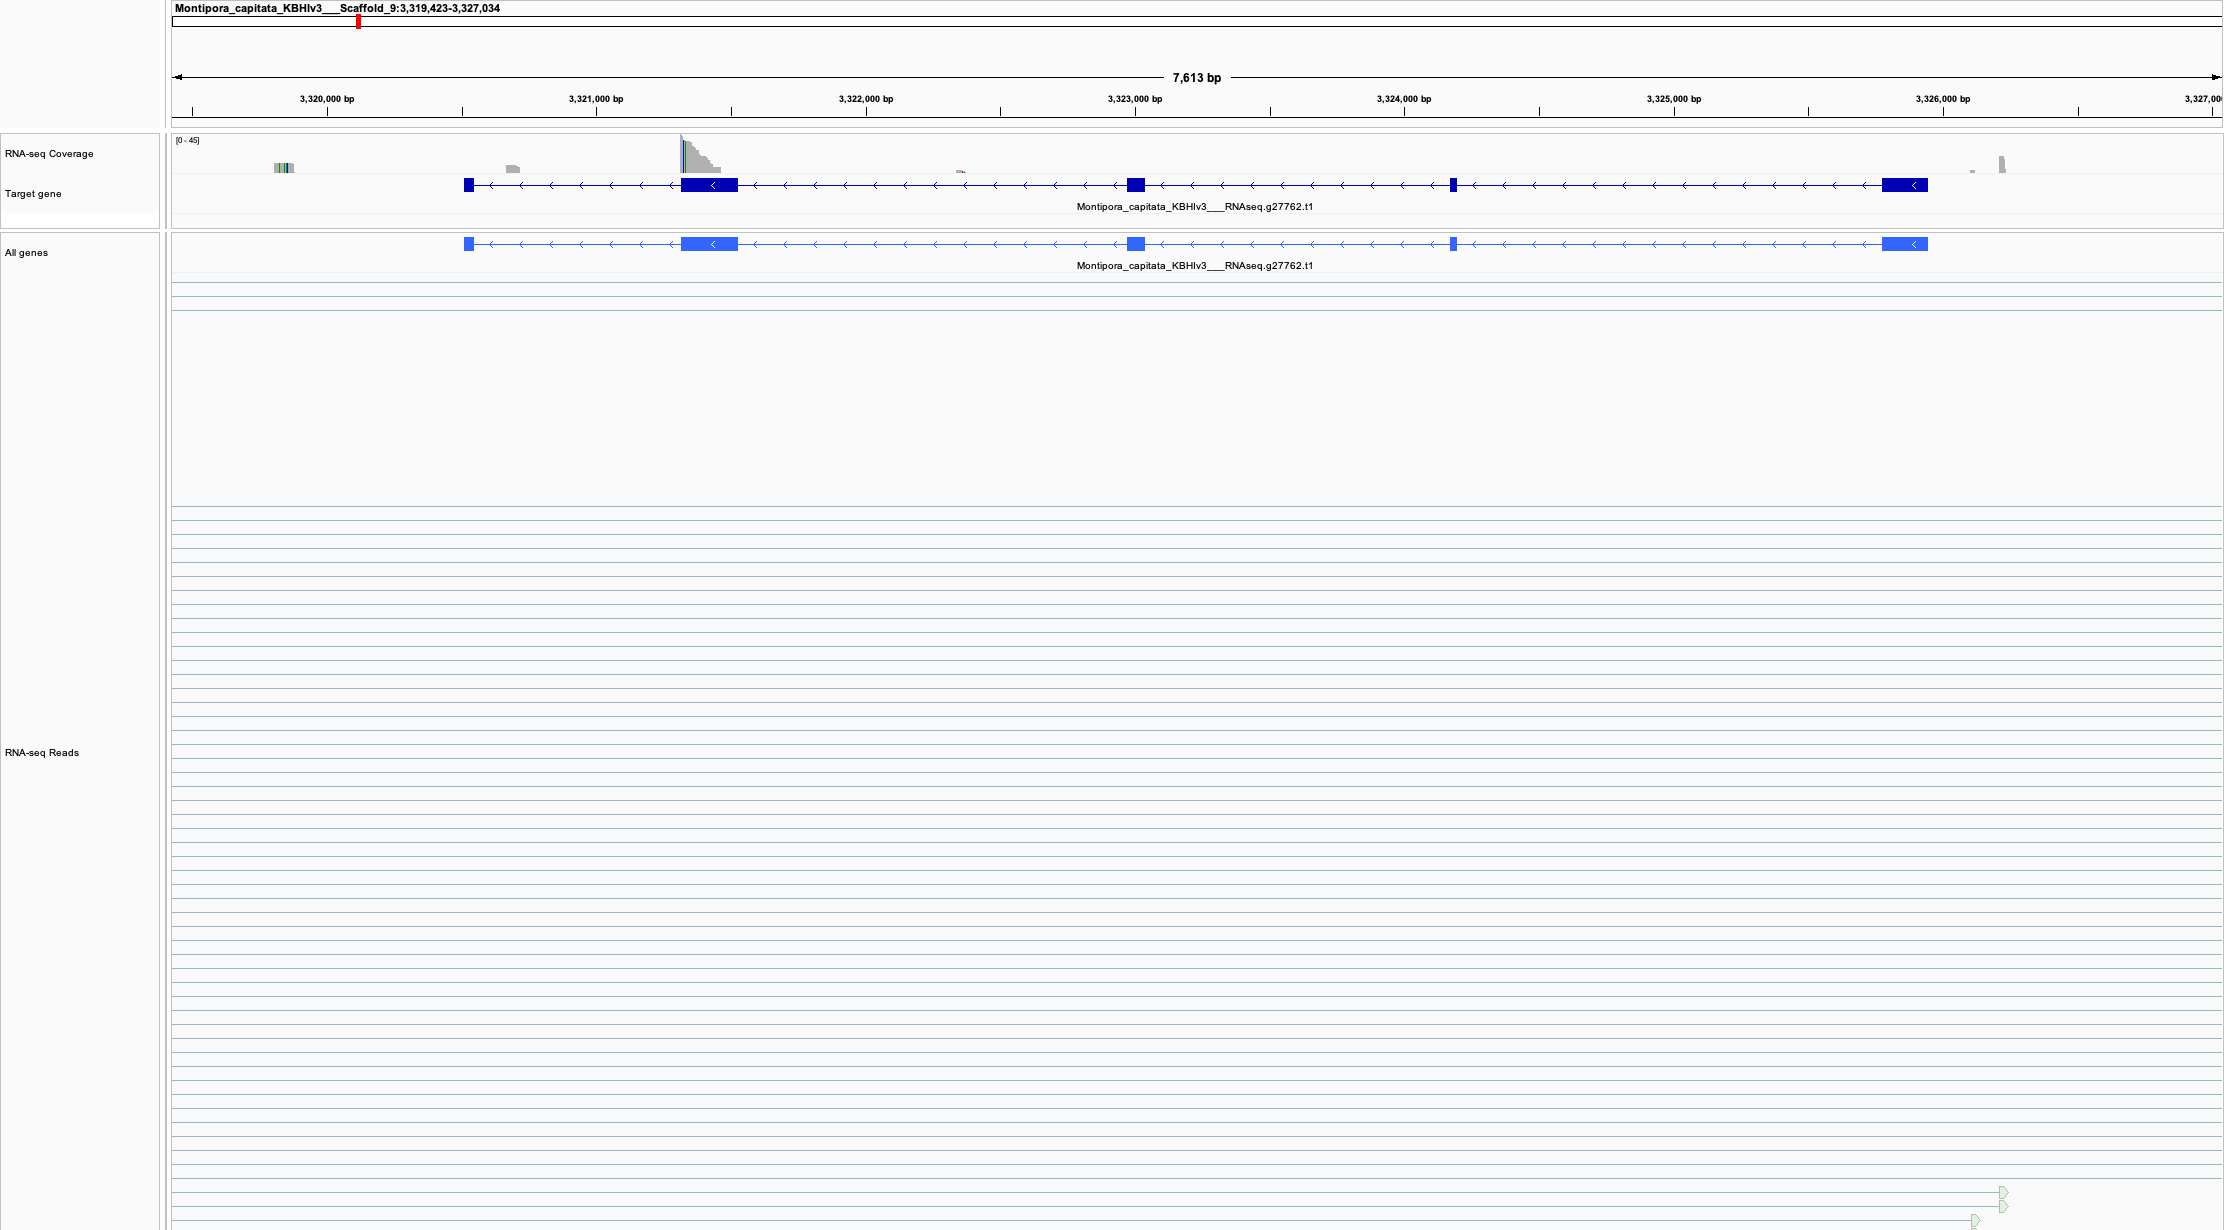 Montipora_capitata_KBHIv3___Scaffold_9:3,319,423-3,327,034
7,613 bp
3,320,000 bp 3,321,000 bp 3,322,000 bp 3,323,000 bp 3,324,000 bp 3,325,000 bp 3,326,000 bp 3,327,00
RNA-seq Coverage [0 - 45]
Target gene
Montipora_capitata_KBHIv3___RNAseq.g27762.t1
All genes
Montipora_capitata_KBHIv3___RNAseq.g27762.t1
RNA-seq Reads